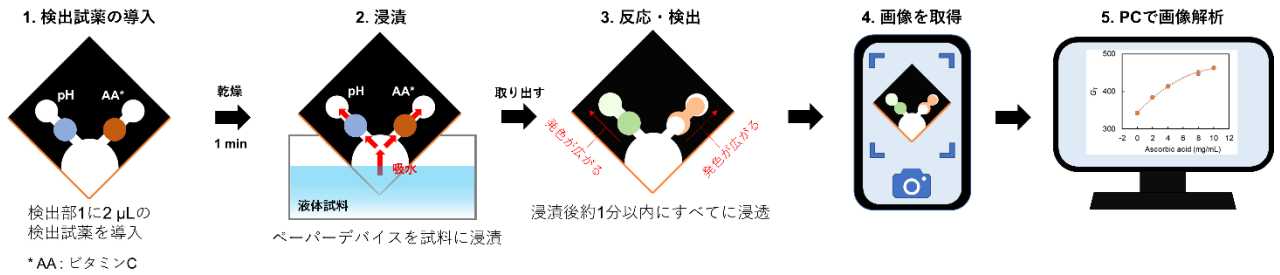 1. 検出試薬の導入
pH
AA*
検出部1に2 μLの
検出試薬を導入
* AA : ビタミンC
乾燥
1 min
2. 浸漬
pH
AA*
吸水
液体試料
ペーパーデバイスを試料に浸漬
取り出す
3. 反応・検出
発色が広がる
発色が広がる
浸漬後約1分以内にすべてに浸透
4. 画像を取得
5. PCで画像解析
500
400
300
-2
0
2
4
6
8
10
12
Ascorbic acid (mg/mL)